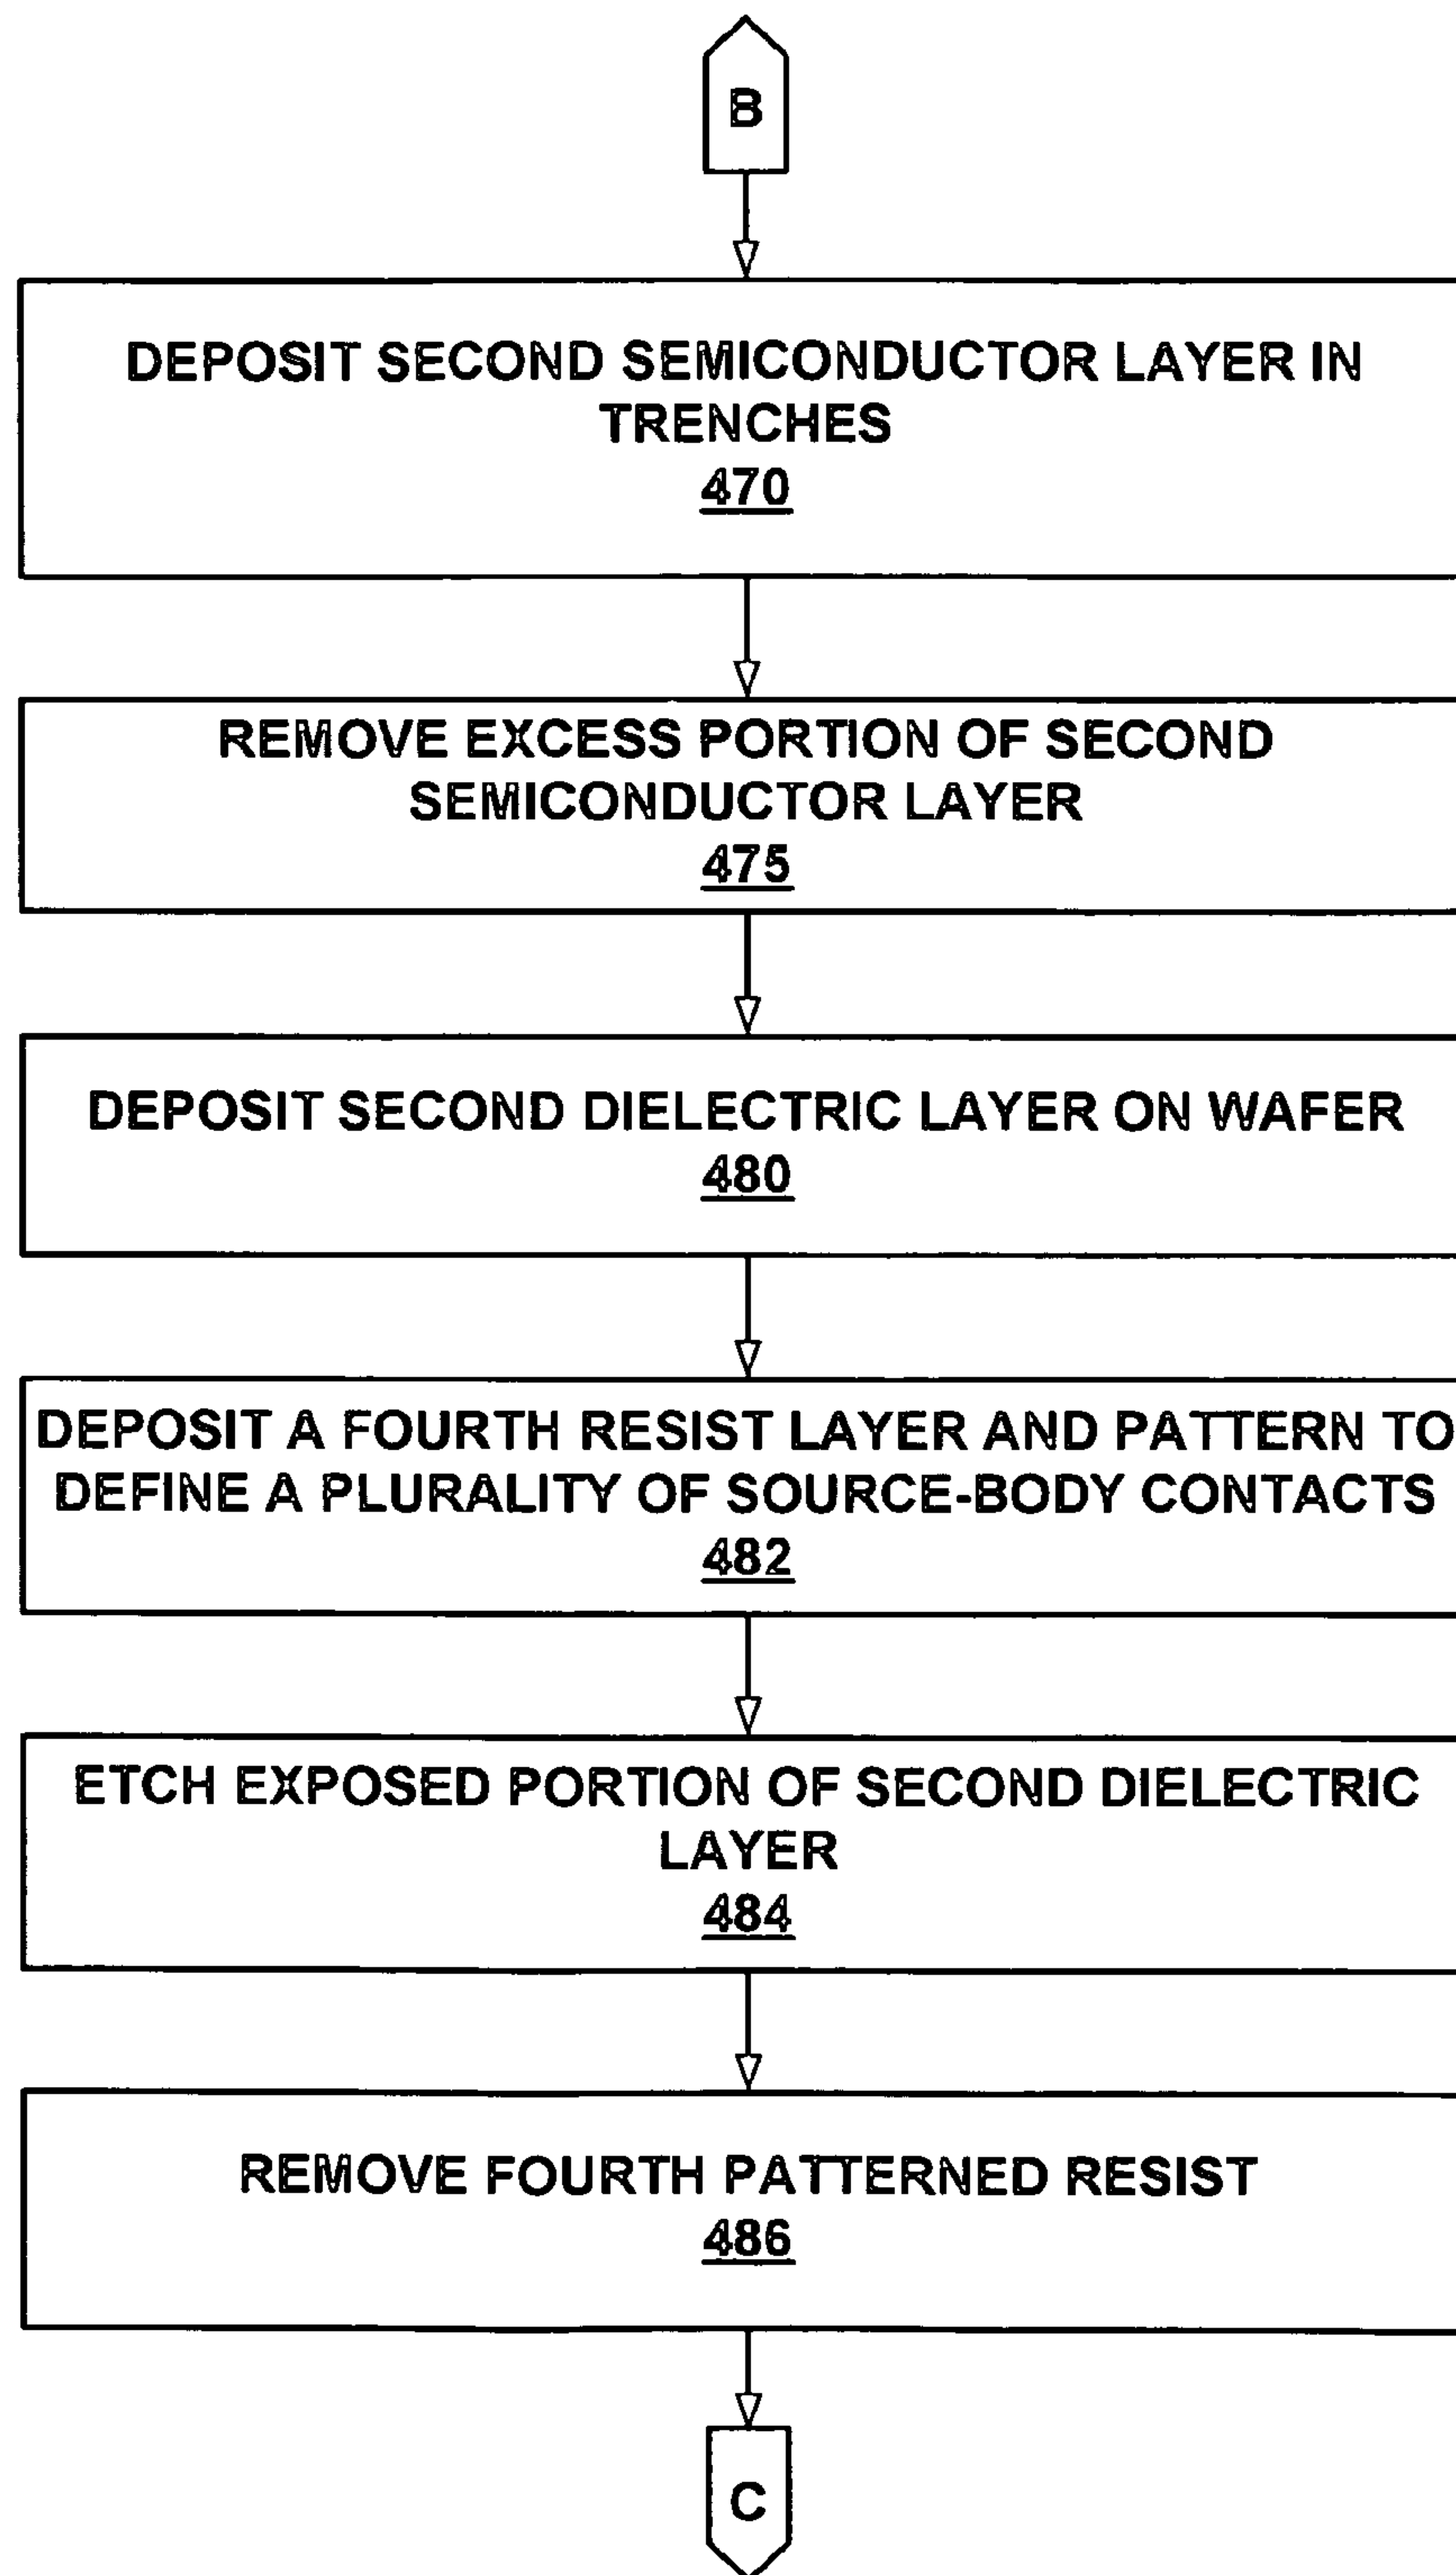 B
DEPOSIT SECOND SEMICONDUCTOR LAYER IN
TRENCHES
470
REMOVE EXCESS PORTION OF SECOND
SEMICONDUCTOR LAYER
475
DEPOSIT SECOND DIELECTRIC LAYER ON WAFER
480
DEPOSIT A FOURTH RESIST LAYER AND PATTERN TO
DEFINE A PLURALITY OF SOURCE-BODY CONTACTS
482
ETCH EXPOSED PORTION OF SECOND DIELECTRIC
LAYER
484
REMOVE FOURTH PATTERNED RESIST
486
C